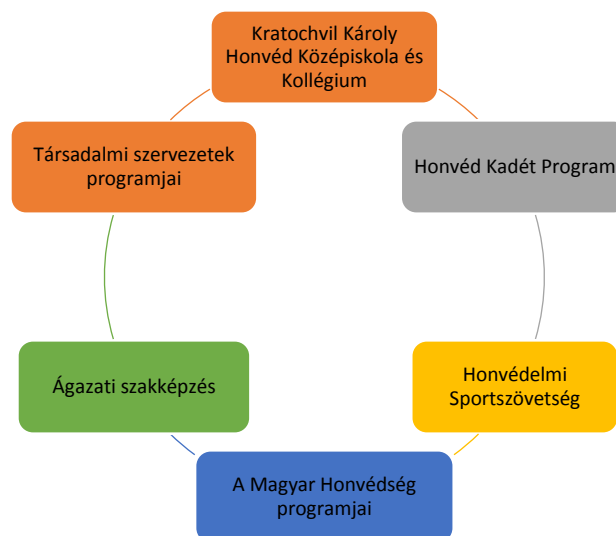 Kratochvil Károly
Honvéd Középiskola és
Kollégium
Társadalmi szervezetek
programjai
Honvéd Kadét Program
Ágazati szakképzés
Honvédelmi
Sportszövetség
A Magyar Honvédség
programjai